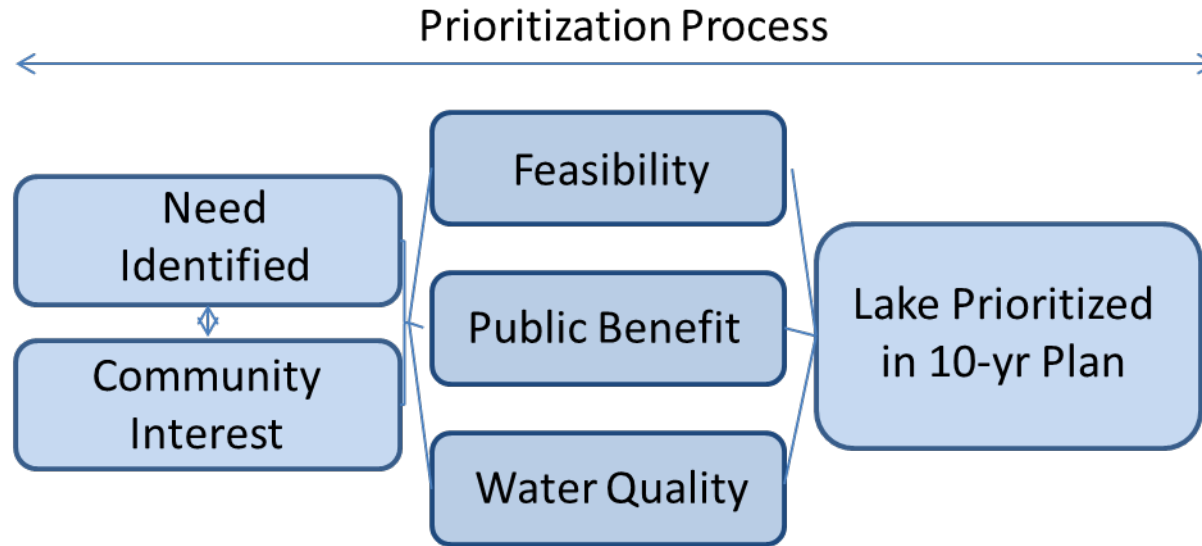 Prioritization Process
Need
Identified
Community
Interest
Feasibility
Public Benefit
Water Quality
Lake Prioritized
in 10-yr Plan